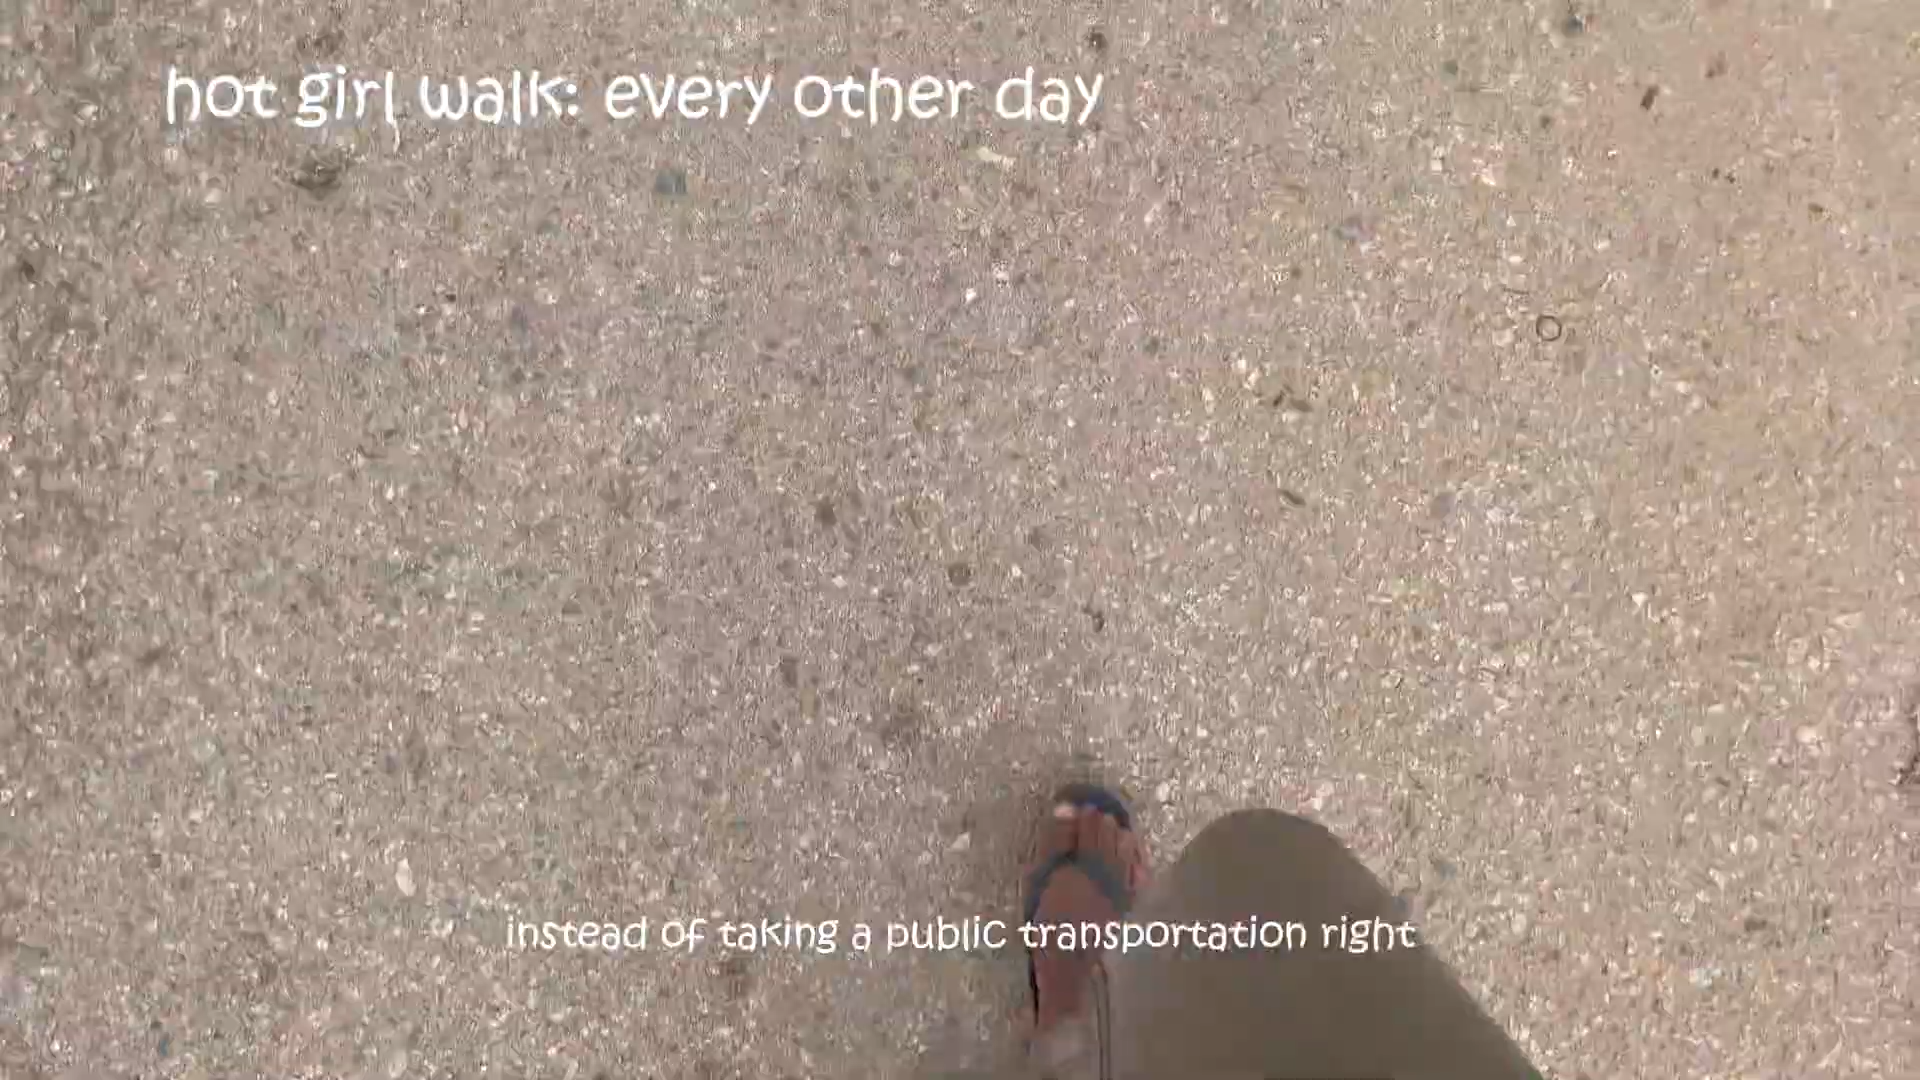 hot girl walk: every other day
instead of taking a public transportation right